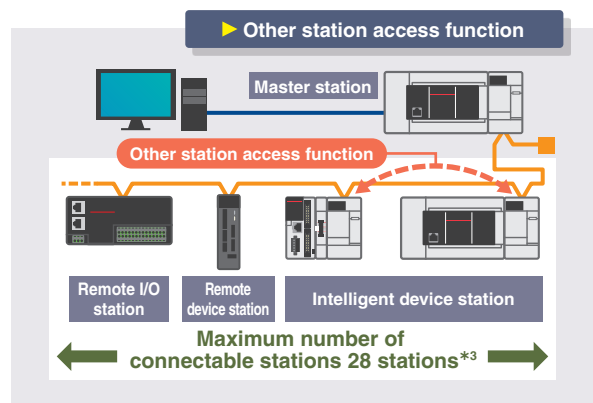 ▶ Other station access function
Master station
Other station access function
Remote I/O
station
Remote
device station
Intelligent device station
Maximum number of
connectable stations 28 stations*3